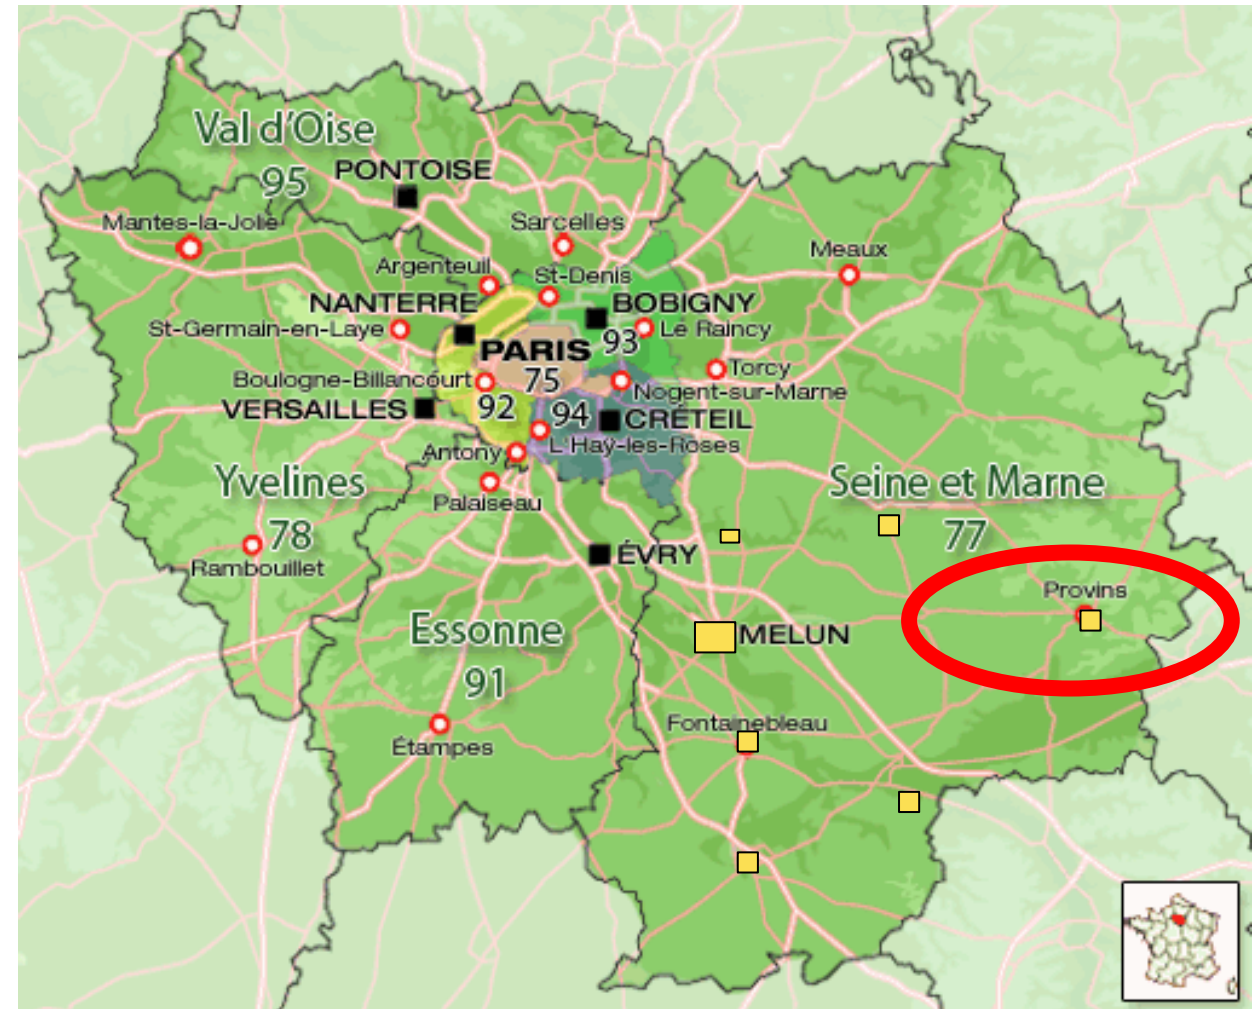 Val d'Oise
95
PONTOISE
Mantes-la-Jolie
Sarcelles
Argenteuil
St-Denis
Meaux
NANTERRE
BOBIGNY
St-Germain-en-Laye
93
Le Raincy
PARIS
75
Torcy
Boulogne-Billancourt
Nogent-sur-Marne
VERSAILLES
92
94
CRÉTEIL
Antony
L'Haÿ-les-Roses
Yvelines
78
Palaiseau
Seine et Marne
77
Rambouillet
ÉVRY
Provins
Essonne
91
MELUN
Fontainebleau
Étampes